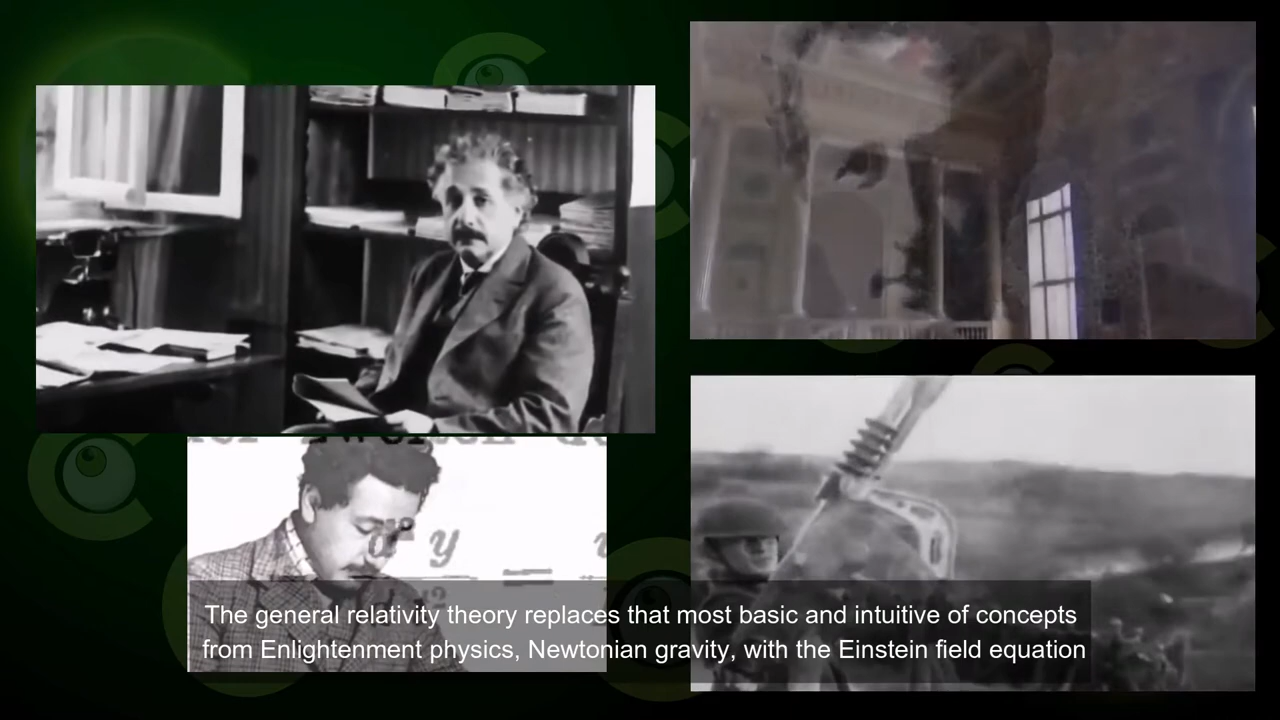 d² y
=
The general relativity theory replaces that most basic and intuitive of concepts
from Enlightenment physics, Newtonian gravity, with the Einstein field equation